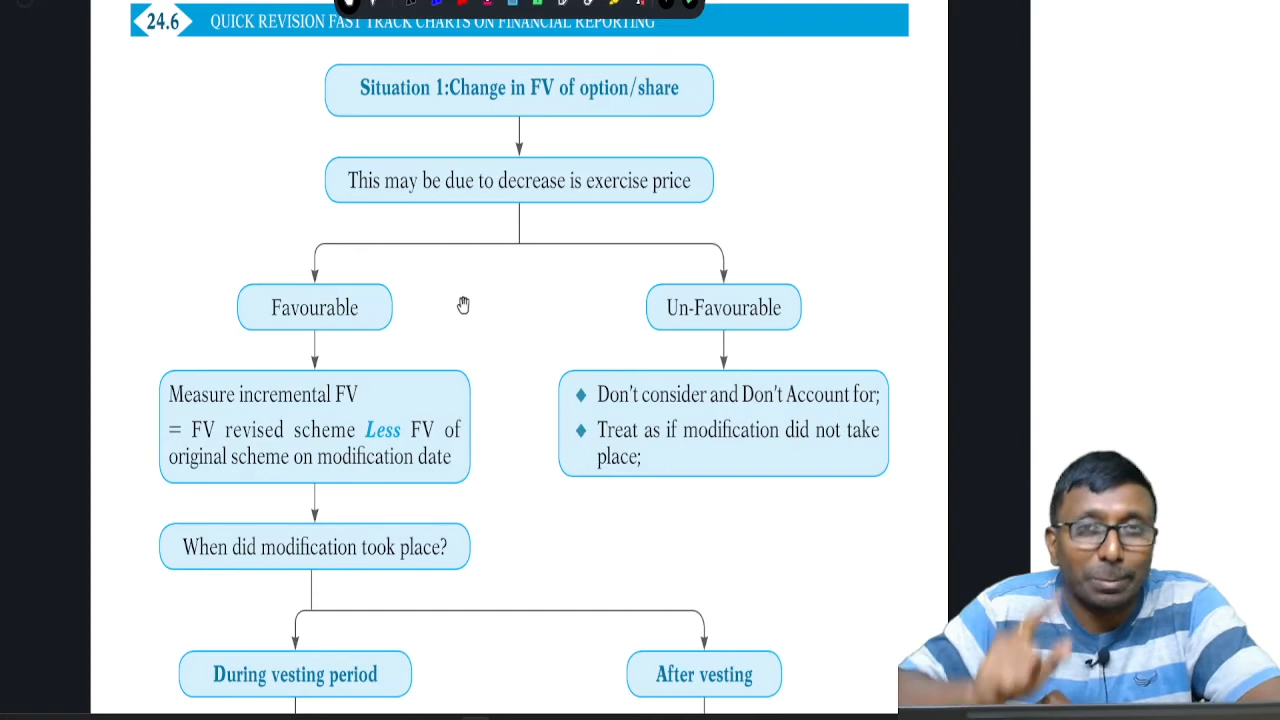 24.6 QUICK REVISION FAST TRACK CHARTS ON FINANCIAL REPORTING
Situation 1:Change in FV of option/share
This may be due to decrease is exercise price
Favourable
Un-Favourable
Measure incremental FV
= FV revised scheme Less FV of
original scheme on modification date
♦ Don't consider and Don't Account for;
♦ Treat as if modification did not take
place;
When did modification took place?
During vesting period
After vesting